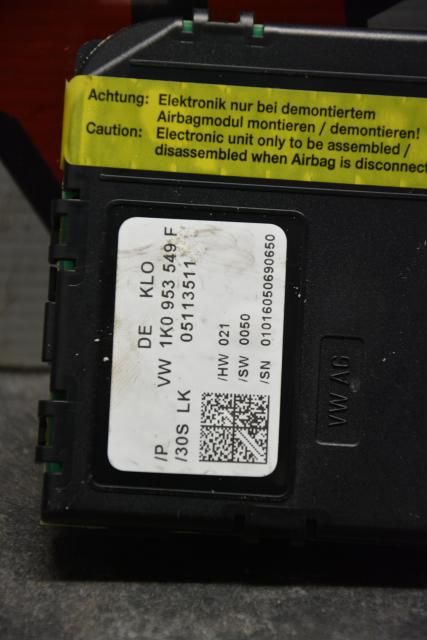 Achtung: Elektronik nur bei demontiertem
Airbagmodul montieren / demontieren!
Caution: Electronic unit only to be assembled /
disassembled when Airbag is disconnect
DE KLO
/P VW 1K0 953 549 F
/30S LK 05113511
/HW 021
/SW 0050
/SN 01016050690650
VW AG